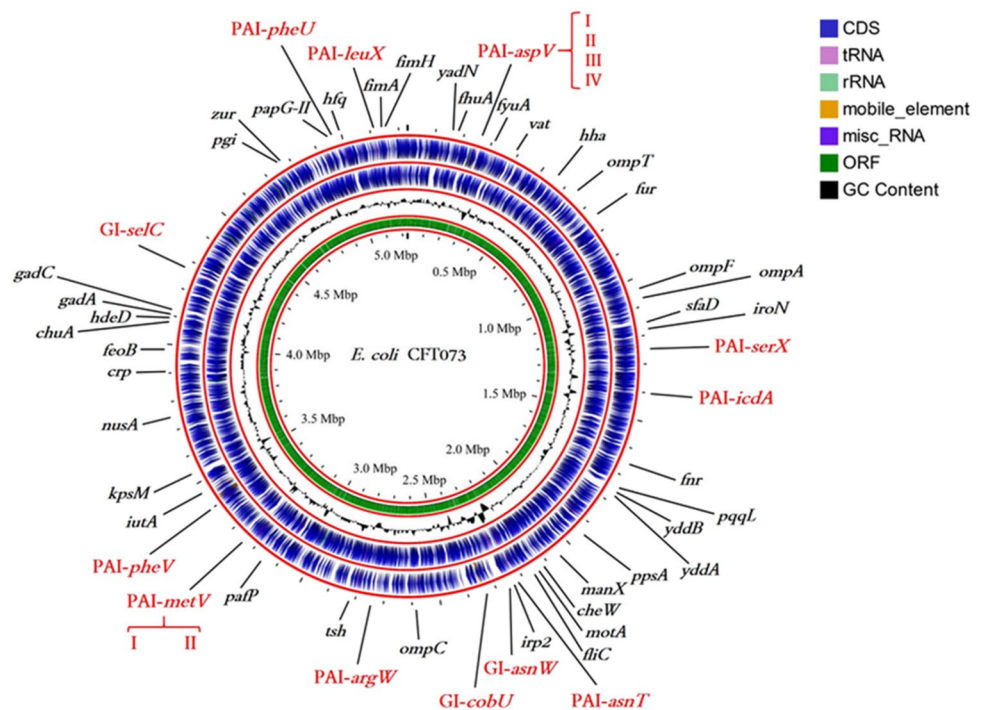 PAI-pheU
PAI-leuX
fimH
fimA
hfq
papG-II
zur
pgi
yadN
PAI-aspV
I
II
III
IV
fhuA
fyuA
vat
hha
ompT
fur
CDS
tRNA
rRNA
mobile_element
misc_RNA
ORF
GC Content
GI-selC
gadC
gadA
hdeD
chuA
feoB
crp
nusA
kpsM
iutA
PAI-pheV
PAI-metV
I II
pafP
tsh
PAI-argW
ompC
GI-cobU
GI-asnW
irp2
PAI-asnT
fliC
motA
cheW
manX
ppsA
yddA
yddB
pqqL
fnr
PAI-icdA
PAI-serX
iroN
sfaD
ompA
ompF
5.0 Mbp
0.5 Mbp
4.5 Mbp
1.0 Mbp
4.0 Mbp
E. coli CFT073
1.5 Mbp
3.5 Mbp
2.0 Mbp
3.0 Mbp
2.5 Mbp